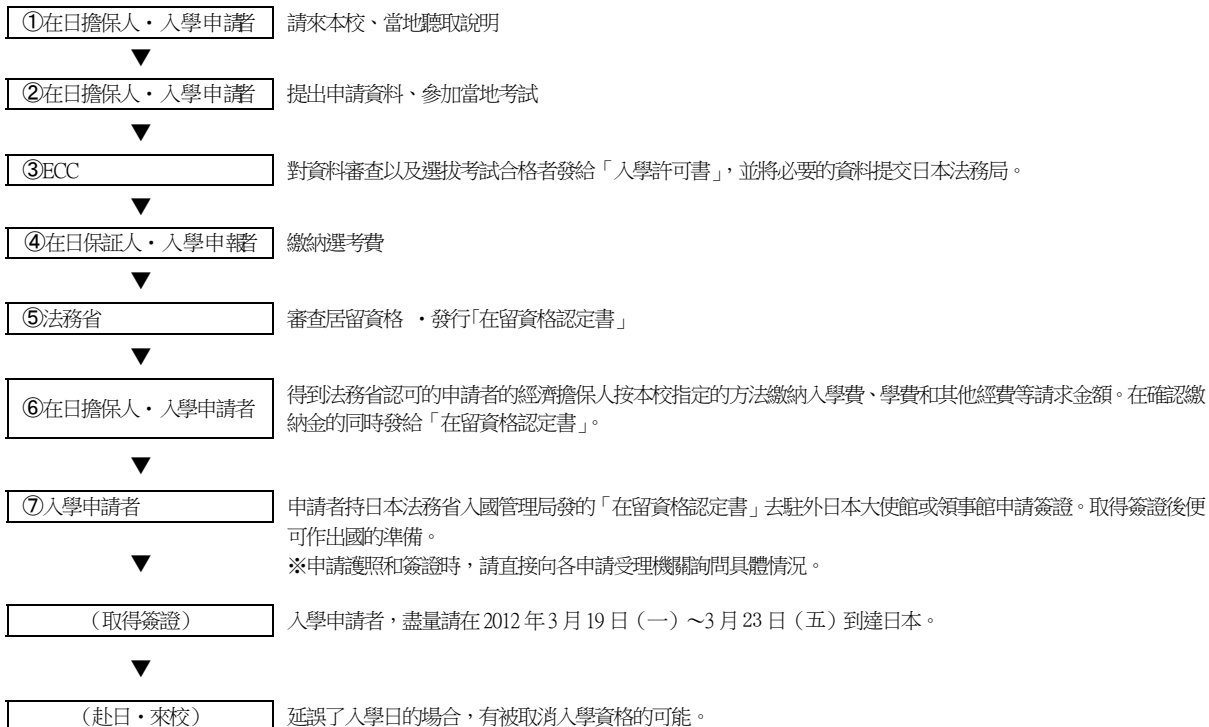 ①在日擔保人・入學申請者 請來本校、當地聽取說明
▼
②在日擔保人・入學申請者 提出申請資料、參加當地考試
▼
③ECC 對資料審查以及選拔考試合格者發給「入學許可書」，並將必要的資料提交日本法務局。
▼
④在日保証人・入學申報者 繳納選考費
▼
⑤法務省 審查居留資格 ・發行「在留資格認定書」
▼
⑥在日擔保人・入學申請者 得到法務省認可的申請者的經濟擔保人按本校指定的方法繳納入學費、學費和其他經費等請求金額。在確認繳
納金的同時發給「在留資格認定書」。
▼
⑦入學申請者 申請者持日本法務省入國管理局發的「在留資格認定書」去駐外日本大使館或領事館申請簽證。取得簽證後便
可作出國的準備。
▼ ※申請護照和簽證時，請直接向各申請受理機關詢問具體情況。
（取得簽證） 入學申請者，盡量請在 2012 年 3 月 19 日（一）～3 月 23 日（五）到達日本。
▼
（赴日・來校） 延誤了入學日的場合，有被取消入學資格的可能。